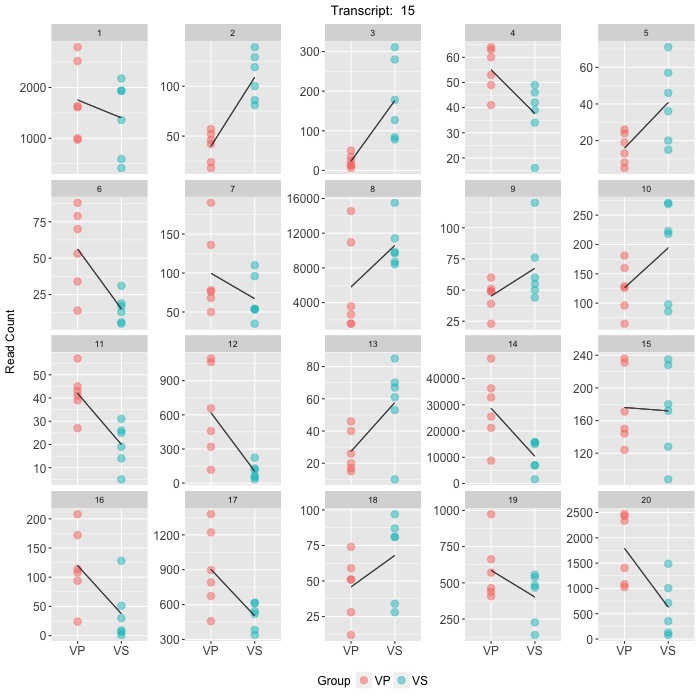 Transcript: 15
1 2 3 4 5
2000 1000
100 50
300 200 100 0
60 50 40 30 20
60 40 20
6 7 8 9 10
75 50 25
150 100 50
16000 12000 8000 4000
100 75 50 25
250 200 150 100
Read Count
11 12 13 14 15
50 40 30 20 10
900 600 300 0
80 60 40 20
40000 30000 20000 10000 0
240 200 160 120
16 17 18 19 20
200 150 100 50 0
1200 900 600 300
100 75 50 25
1000 750 500 250
2500 2000 1500 1000 500 0
VP VS VP VS VP VS VP VS VP VS
Group VP VS